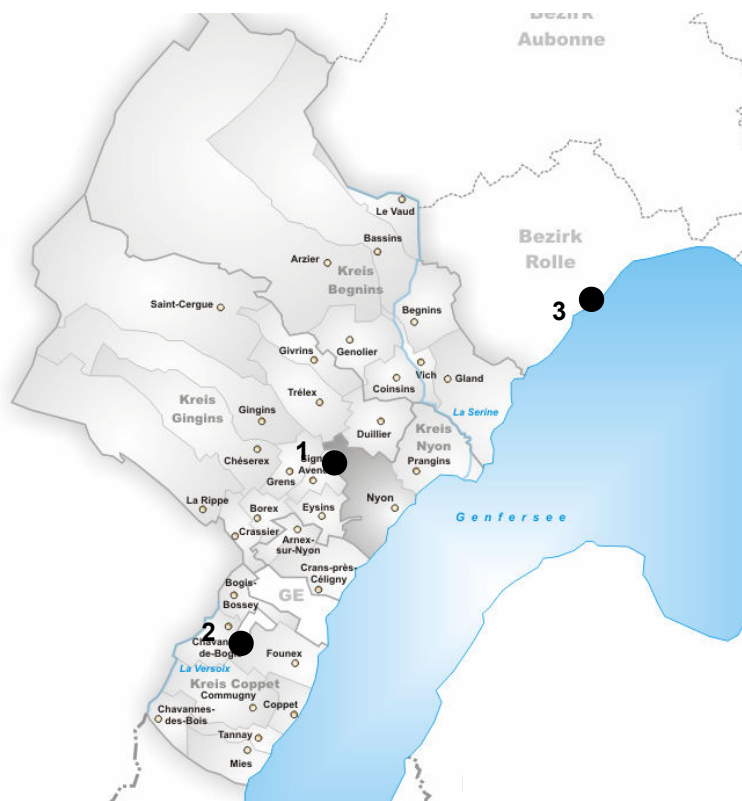 Bezirk
Aubonne
Le Vaud
Bassins
Bezirk
Rolle
Arzier
Kreis
Begnins
3
Saint-Cergue
Begnins
Givrins
Genolier
Vich
Gland
Coinsins
Trélex
Kreis
Gingins
Gingins
La Serine
Duillier
Kreis
Nyon
1
Chéserex
Prangins
Grens
La Rippe
Nyon
Borex
Eysins
Genfersee
Crassier
Arnex-
sur-Nyon
Crans-près-
Céligny
Bogis-
Bossey
GE
2
de-Bogis
Founex
La Versoix
Kreis Coppet
Commugny
Coppet
Chavannes-
des-Bois
Tannay
Mies